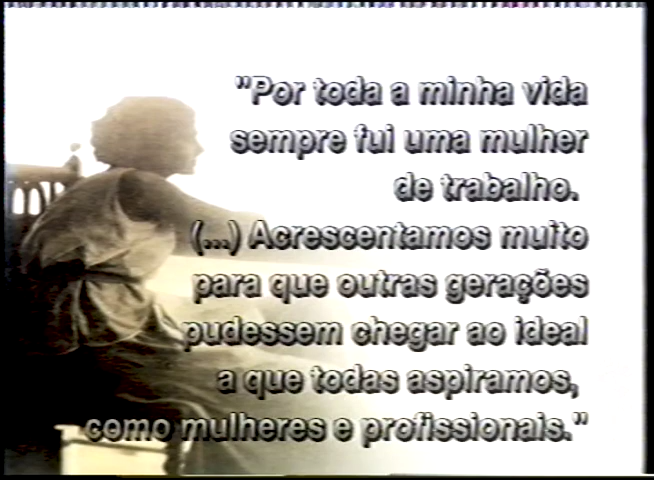 "Por toda a minha vida
sempre fui uma mulher
de trabalho.
(...) Acrescentamos muito
para que outras gerações
pudessem chegar ao ideal
a que todas aspiramos,
como mulheres e profissionais."